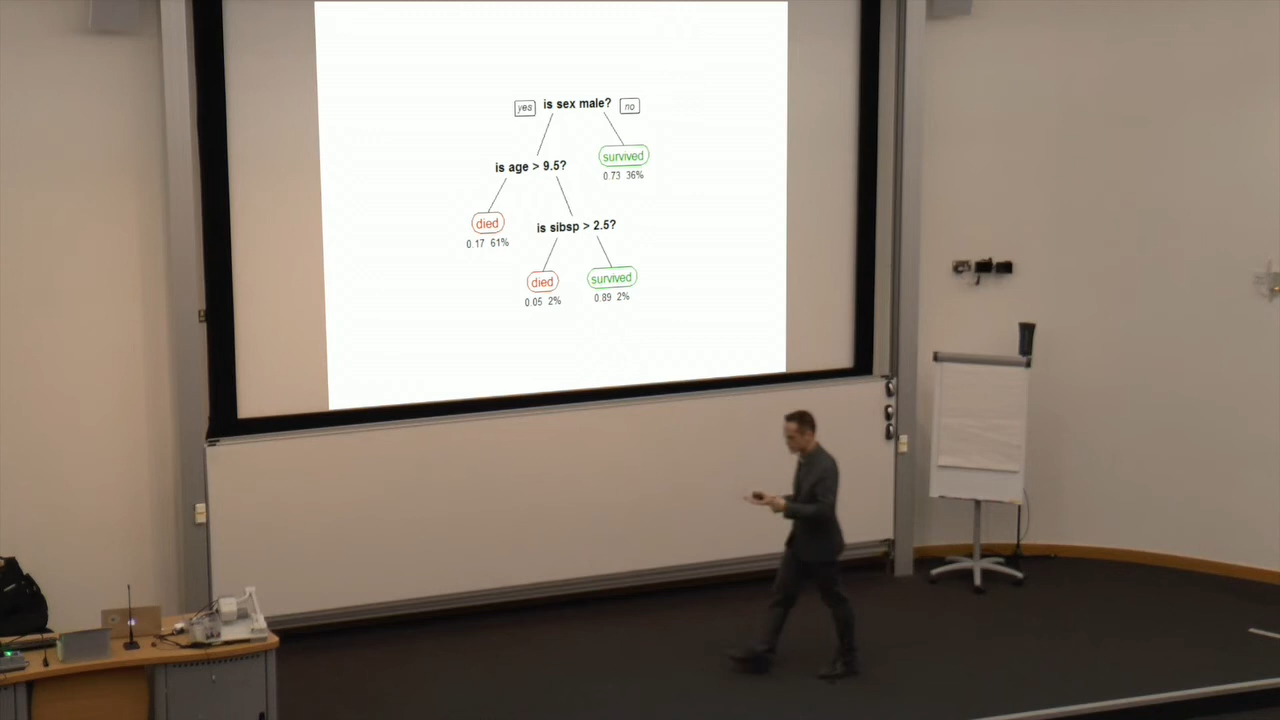 yes is sex male? no
survived
0.73 36%
is age > 9.5?
died
0.17 61%
is sibsp > 2.5?
died
0.05 2%
survived
0.89 2%